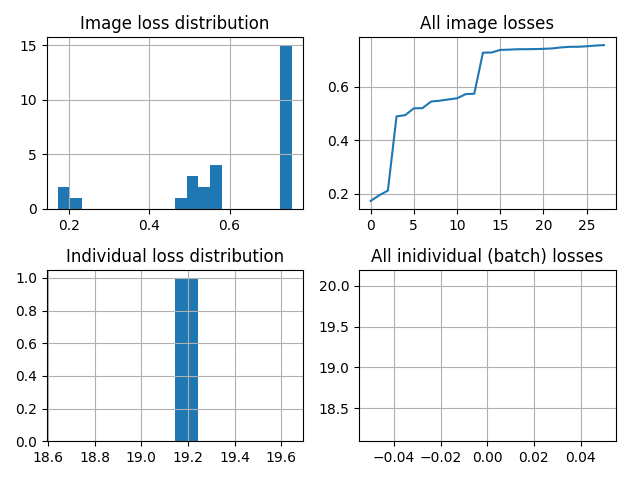 Image loss distribution
15
10
5
0
0.2 0.4 0.6
All image losses
0.6
0.4
0.2
0 5 10 15 20 25
Individual loss distribution
1.0
0.8
0.6
0.4
0.2
0.0
18.6 18.8 19.0 19.2 19.4 19.6
All inidividual (batch) losses
20.0
19.5
19.0
18.5
−0.04 −0.02 0.00 0.02 0.04